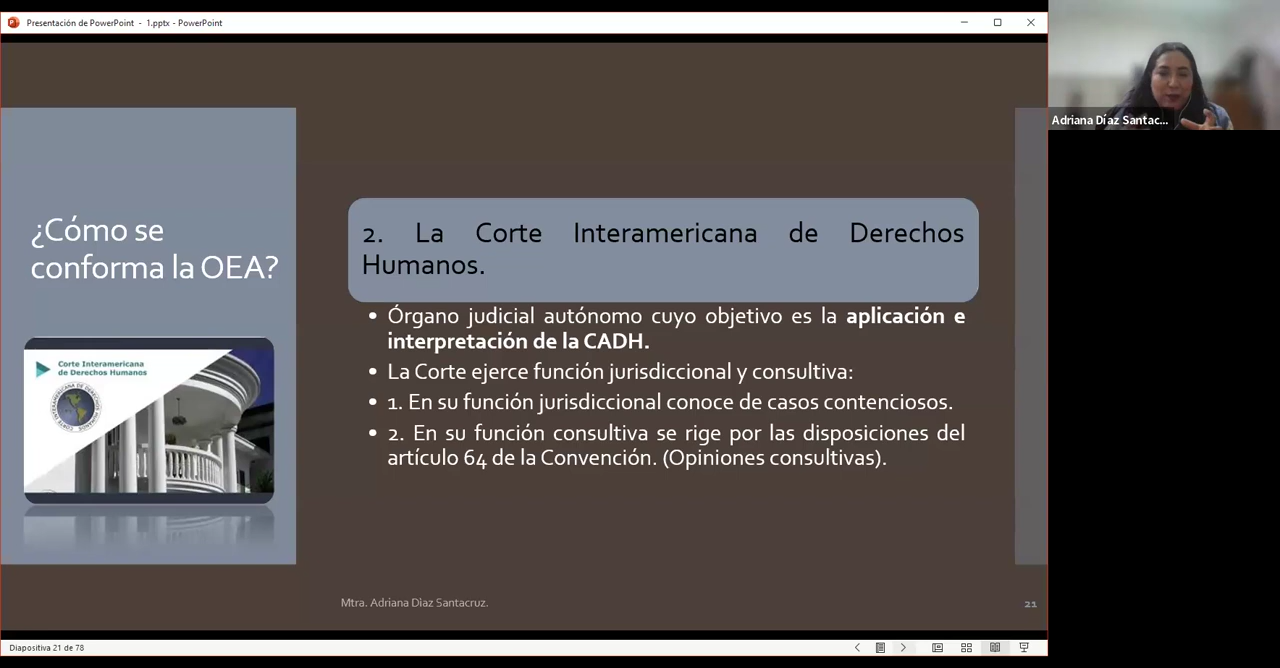 Presentación de PowerPoint - 1.pptx - PowerPoint
Adriana Díaz Santac...
¿Cómo se
conforma la OEA?
Corte Interamericana
de Derechos Humanos
2. La Corte Interamericana de Derechos
Humanos.
• Órgano judicial autónomo cuyo objetivo es la aplicación e
interpretación de la CADH.
• La Corte ejerce función jurisdiccional y consultiva:
• 1. En su función jurisdiccional conoce de casos contenciosos.
• 2. En su función consultiva se rige por las disposiciones del
artículo 64 de la Convención. (Opiniones consultivas).
Mtra. Adriana Dìaz Santacruz.
21
Diapositiva 21 de 78